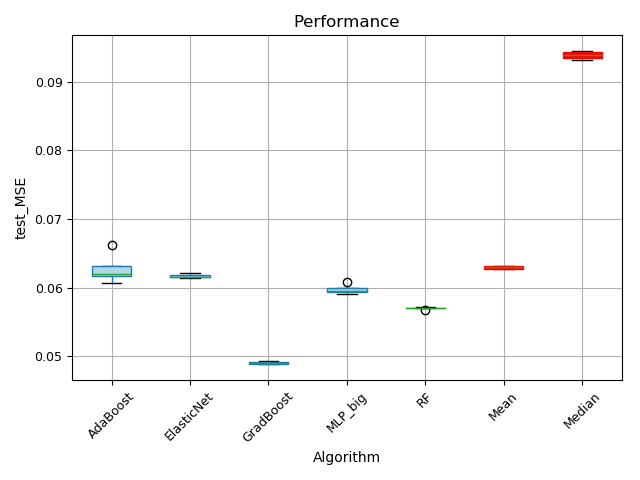 Performance
test_MSE
0.09
0.08
0.07
0.06
0.05
AdaBoost
ElasticNet
GradBoost
MLP_big
RF
Mean
Median
Algorithm